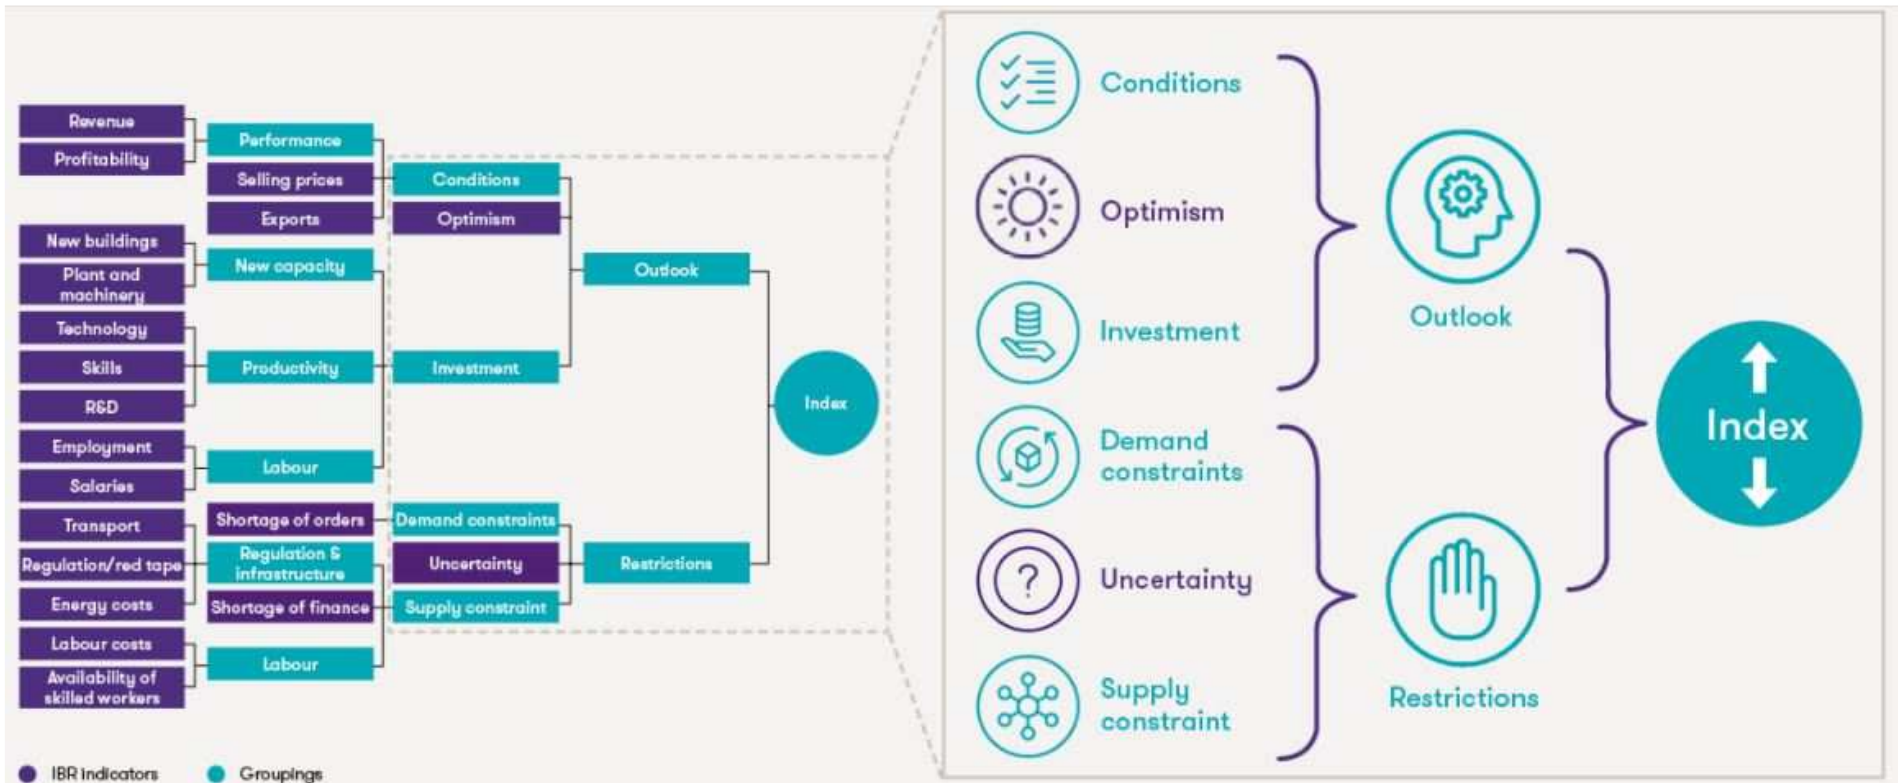 Revenue
Profitability
New buildings
Plant and
machinery
Technology
Skills
R&D
Employment
Salaries
Transport
Regulation/red tape
Energy costs
Labour costs
Availability of
skilled workers
Performance
Selling prices
Exports
New capacity
Productivity
Labour
Shortage of orders
Regulation &
infrastructure
Shortage of finance
Labour
Conditions
Optimism
Investment
Demand constraints
Uncertainty
Supply constraint
Outlook
Restrictions
Index
IBR indicators
Groupings
Conditions
Optimism
Investment
Demand
constraints
?
Uncertainty
Supply
constraint
Outlook
Restrictions
Index